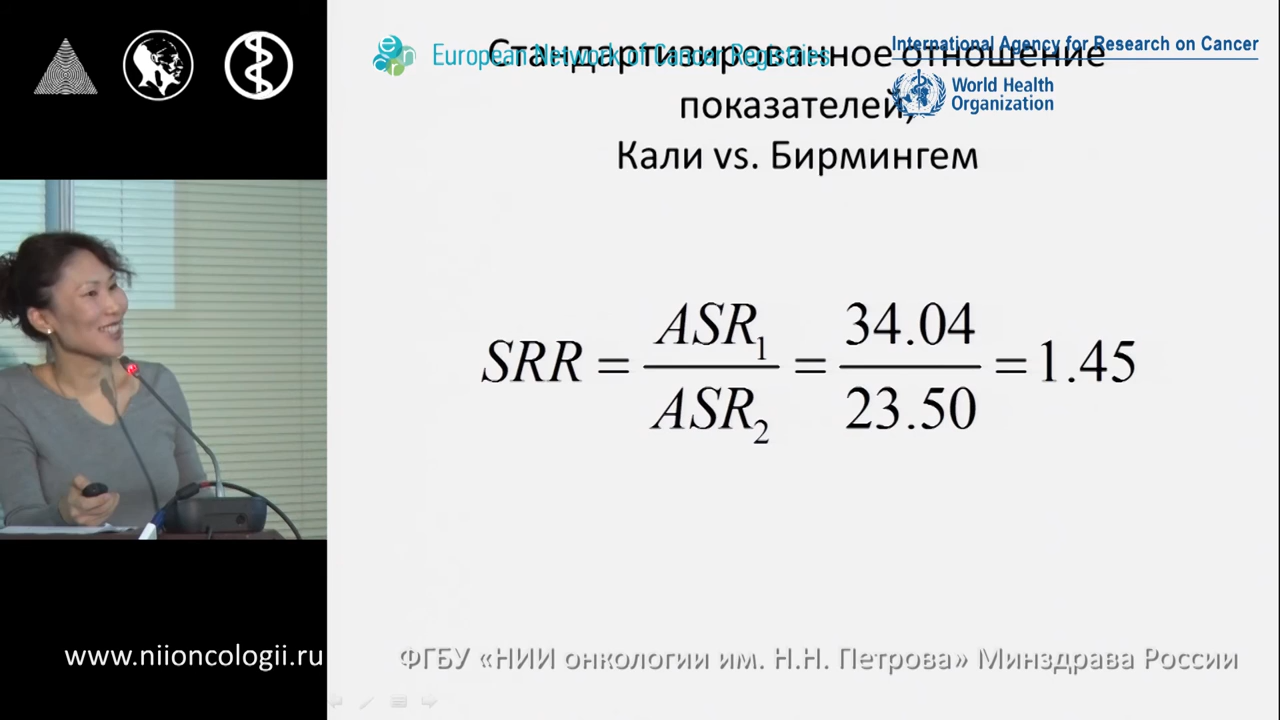 European Network of Cancer Registries
International Agency for Research on Cancer
World Health
Organization
Стандартизированное отношение
показателей,
Кали vs. Бирмингем
SRR = ASR₁ / ASR₂ = 34.04 / 23.50 = 1.45
www.niioncologii.ru
ФГБУ «НИИ онкологии им. Н.Н. Петрова» Минздрава России